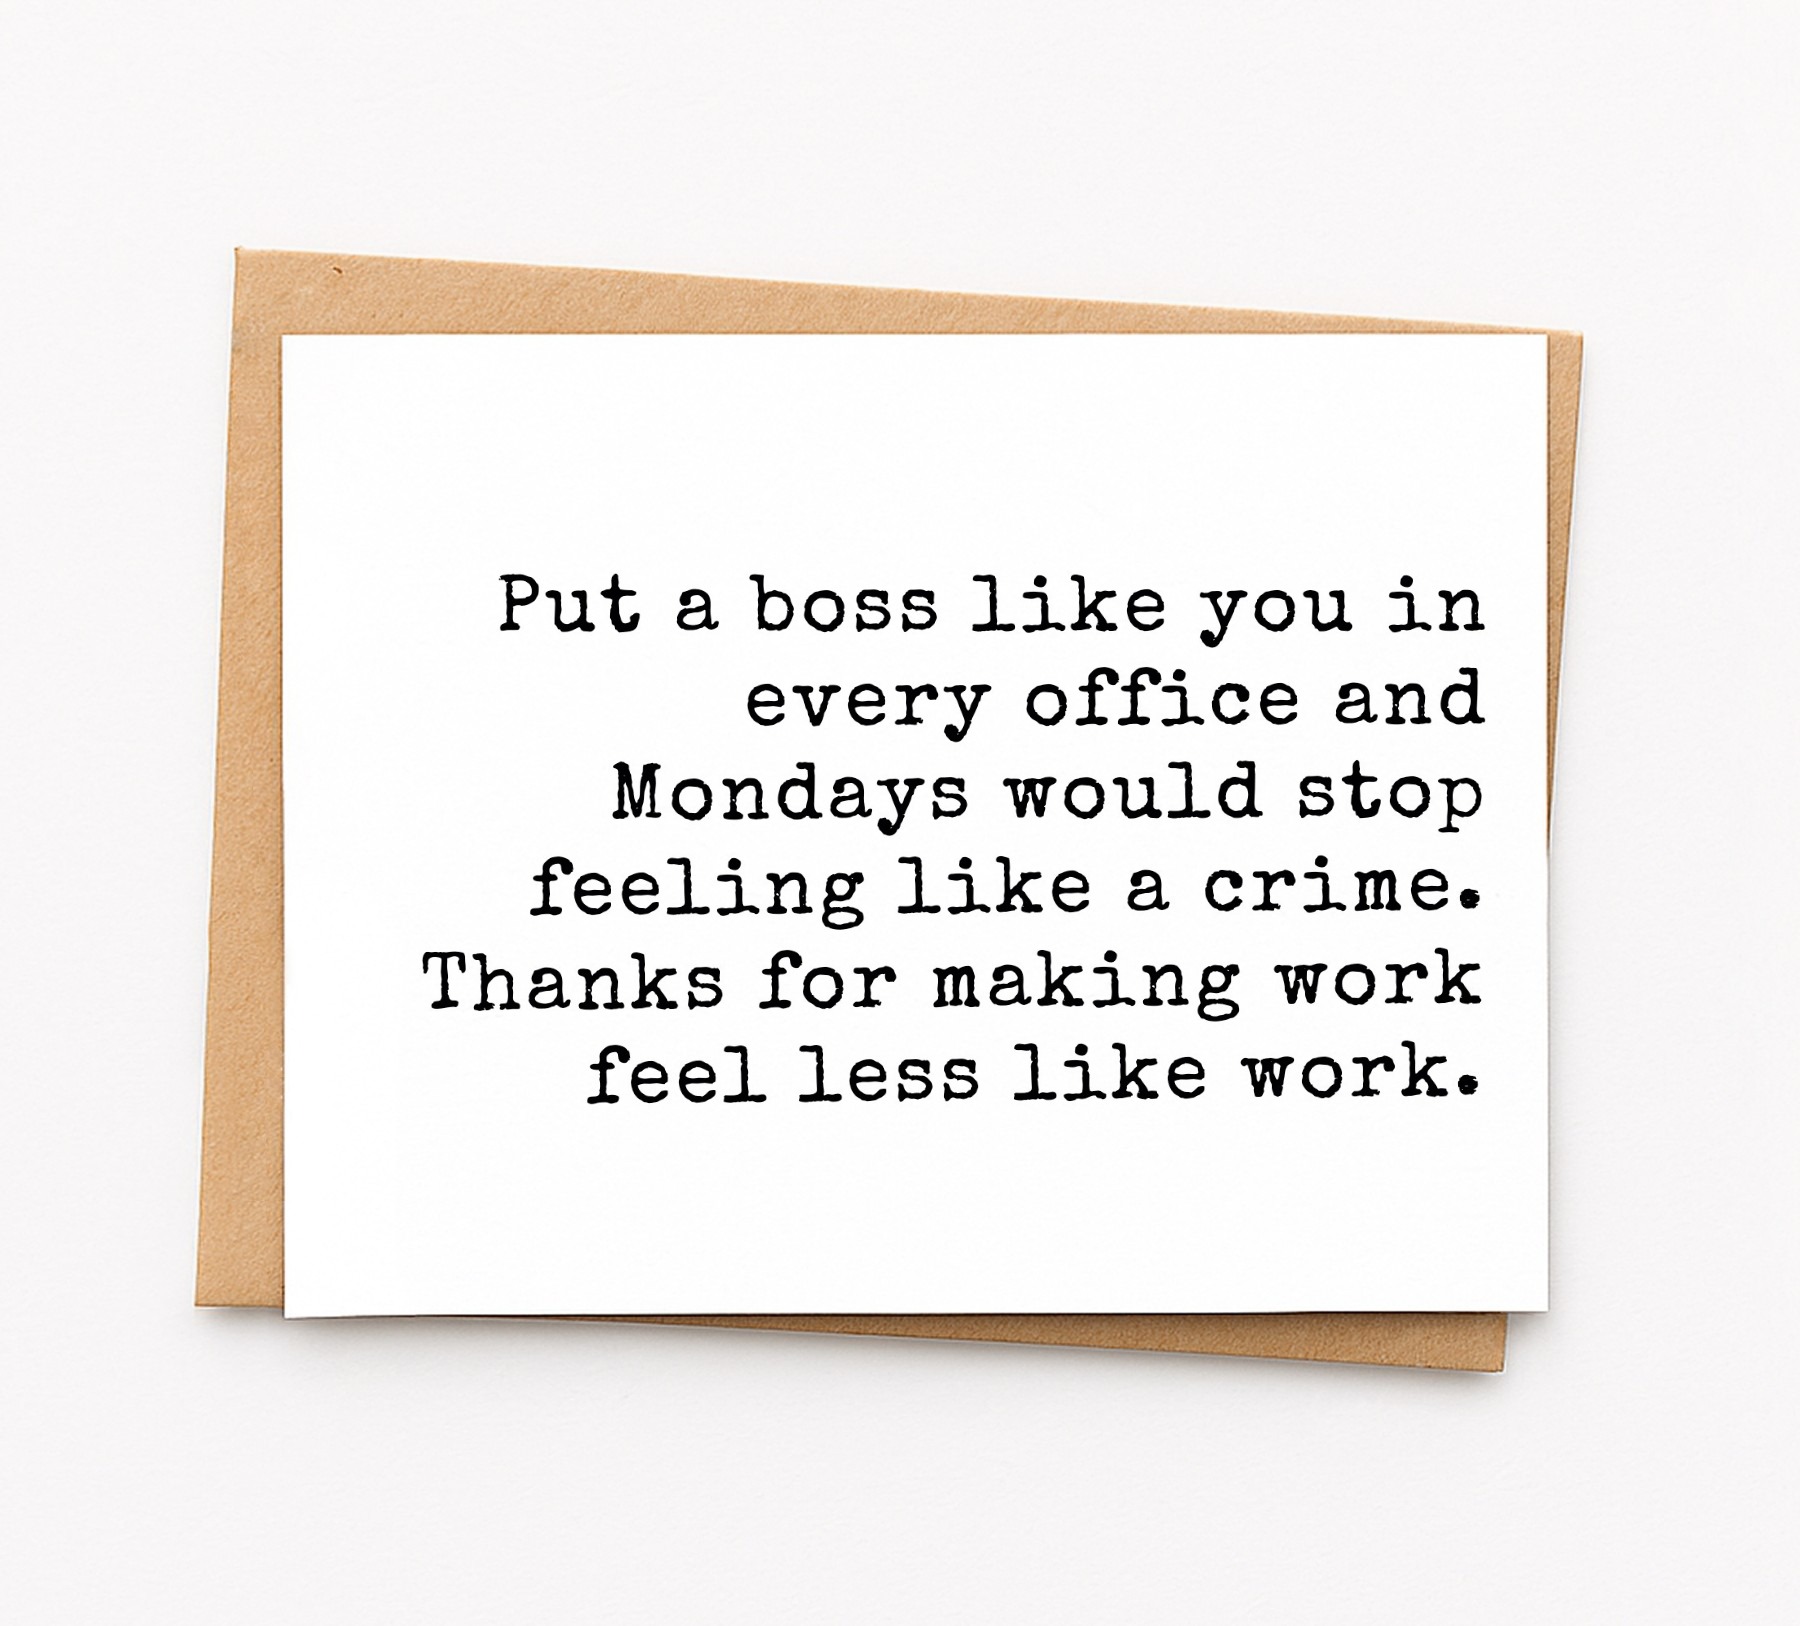 Put a boss like you in
every office and
Mondays would stop
feeling like a crime.
Thanks for making work
feel less like work.